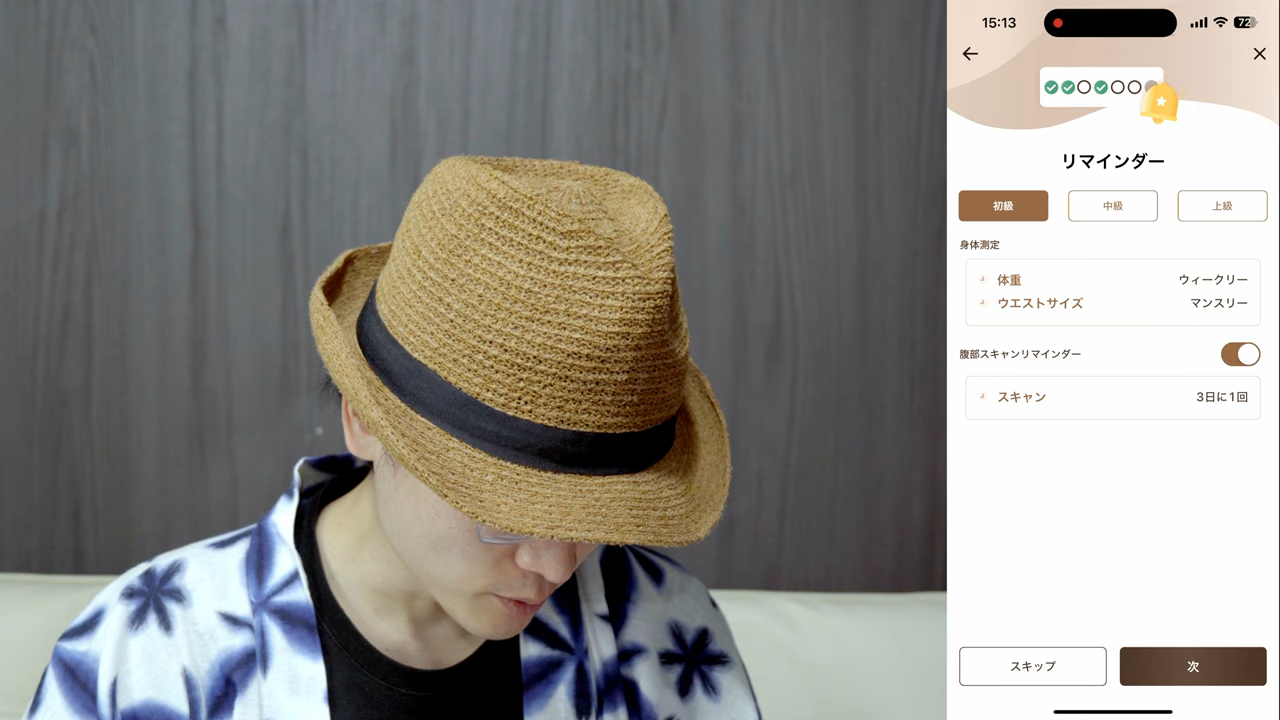 15:13
72
リマインダー
初級 中級 上級
身体測定
体重 ウィークリー
ウエストサイズ マンスリー
腹部スキャンリマインダー
スキャン 3日に1回
スキップ 次